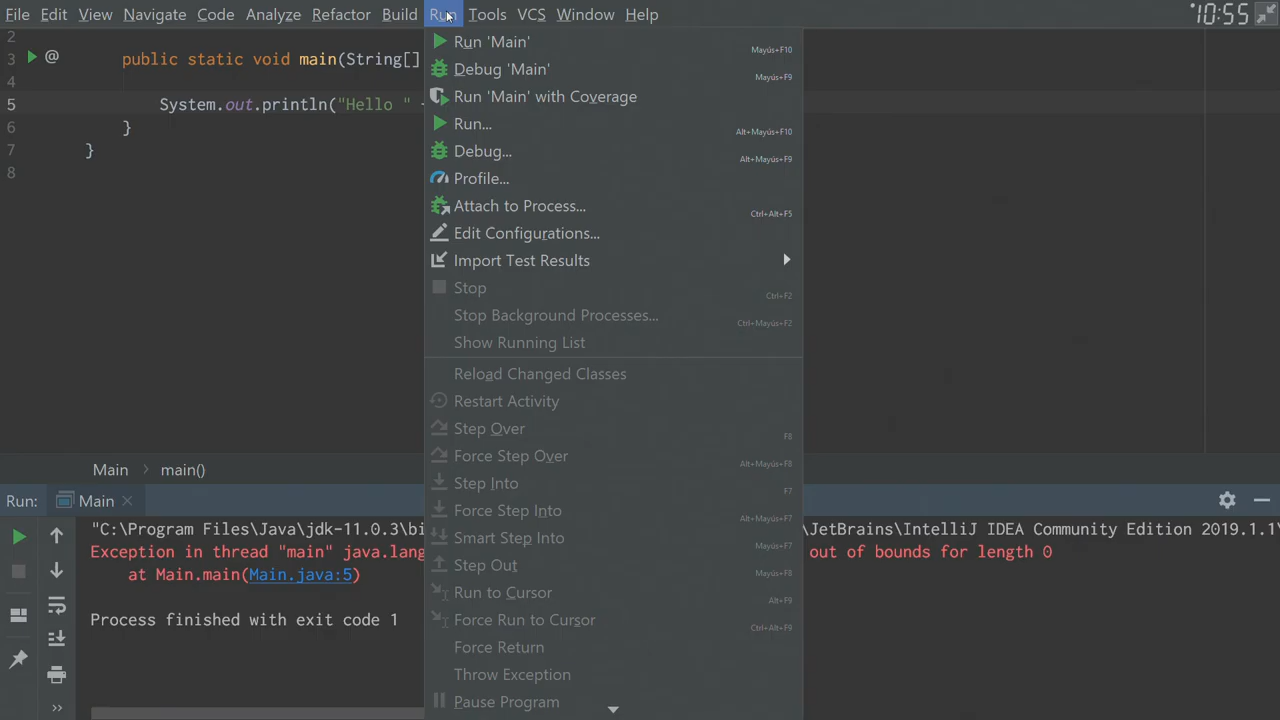 File Edit View Navigate Code Analyze Refactor Build Run Tools VCS Window Help
10:55
2
3 @ public static void main(String[]
4
5 System.out.println("Hello " +
6 }
7 }
8
Run 'Main' Mayús+F10
Debug 'Main' Mayús+F9
Run 'Main' with Coverage
Run... Alt+Mayús+F10
Debug... Alt+Mayús+F9
Profile...
Attach to Process... Ctrl+Alt+F5
Edit Configurations...
Import Test Results
Stop Ctrl+F2
Stop Background Processes... Ctrl+Mayús+F2
Show Running List
Reload Changed Classes
Restart Activity
Step Over F8
Force Step Over Alt+Mayús+F8
Step Into F7
Force Step Into Alt+Mayús+F7
Smart Step Into Mayús+F7
Step Out Mayús+F8
Run to Cursor Alt+F9
Force Run to Cursor Ctrl+Alt+F9
Force Return
Throw Exception
Pause Program
Main main()
Run: Main
"C:\Program Files\Java\jdk-11.0.3\bi \JetBrains\IntelliJ IDEA Community Edition 2019.1.1\
Exception in thread "main" java.lang out of bounds for length 0
at Main.main(Main.java:5)
Process finished with exit code 1